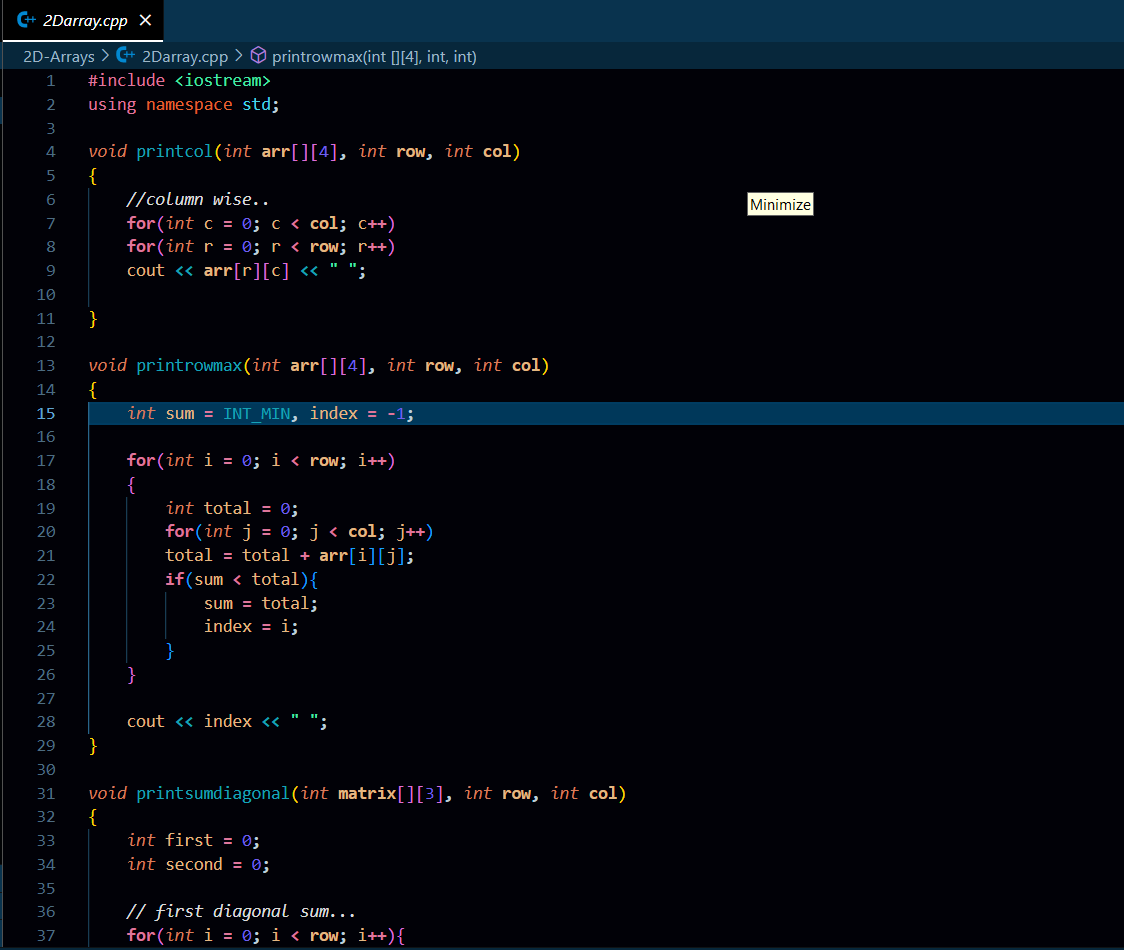 2Darray.cpp
2D-Arrays > 2Darray.cpp > printrowmax(int [][4], int, int)
1 #include <iostream>
2 using namespace std;
3
4 void printcol(int arr[][4], int row, int col)
5 {
6     //column wise..
Minimize
7     for(int c = 0; c < col; c++)
8     for(int r = 0; r < row; r++)
9     cout << arr[r][c] << " ";
10
11 }
12
13 void printrowmax(int arr[][4], int row, int col)
14 {
15     int sum = INT_MIN, index = -1;
16
17     for(int i = 0; i < row; i++)
18     {
19         int total = 0;
20         for(int j = 0; j < col; j++)
21         total = total + arr[i][j];
22         if(sum < total){
23             sum = total;
24             index = i;
25         }
26     }
27
28     cout << index << " ";
29 }
30
31 void printsumdiagonal(int matrix[][3], int row, int col)
32 {
33     int first = 0;
34     int second = 0;
35
36     // first diagonal sum...
37     for(int i = 0; i < row; i++){